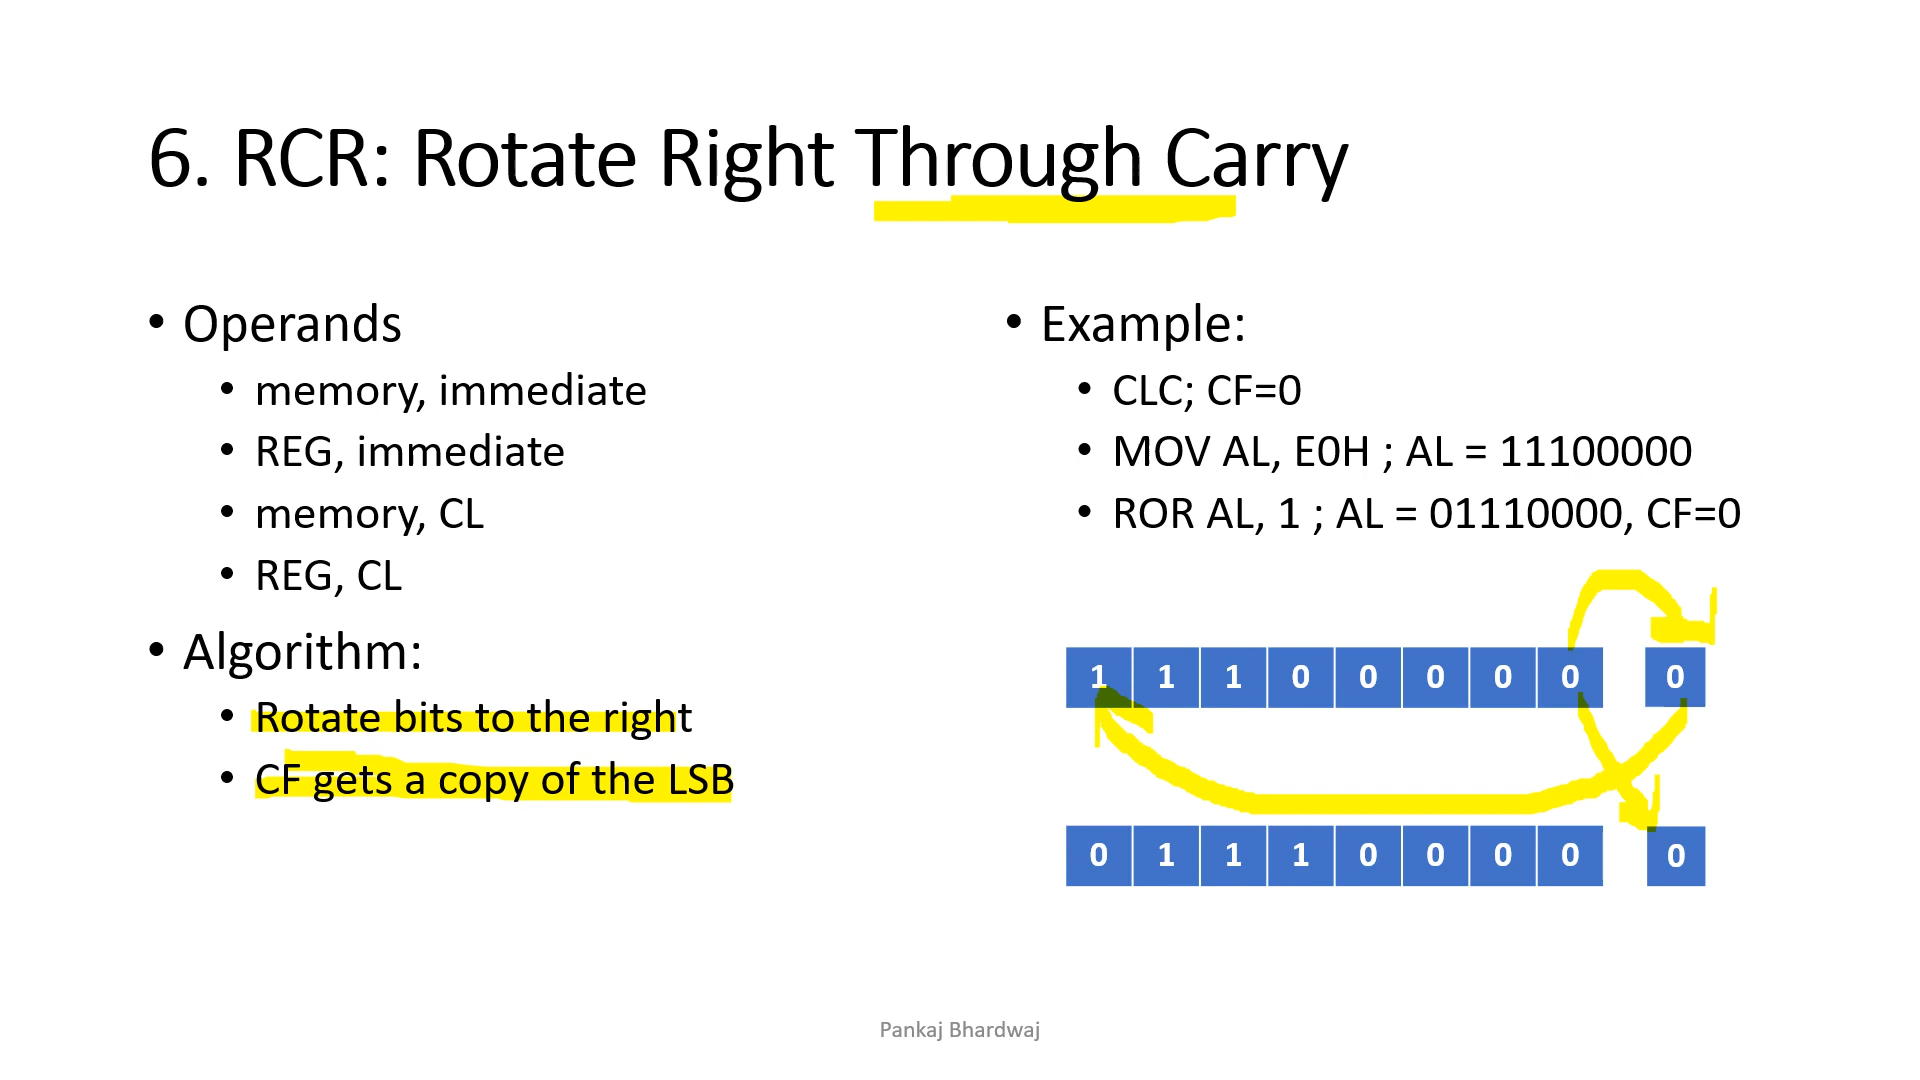 6. RCR: Rotate Right Through Carry
• Operands
• memory, immediate
• REG, immediate
• memory, CL
• REG, CL
• Algorithm:
• Rotate bits to the right
• CF gets a copy of the LSB
• Example:
• CLC; CF=0
• MOV AL, E0H ; AL = 11100000
• ROR AL, 1 ; AL = 01110000, CF=0
1 1 1 0 0 0 0 0 0
0 1 1 1 0 0 0 0 0
Pankaj Bhardwaj